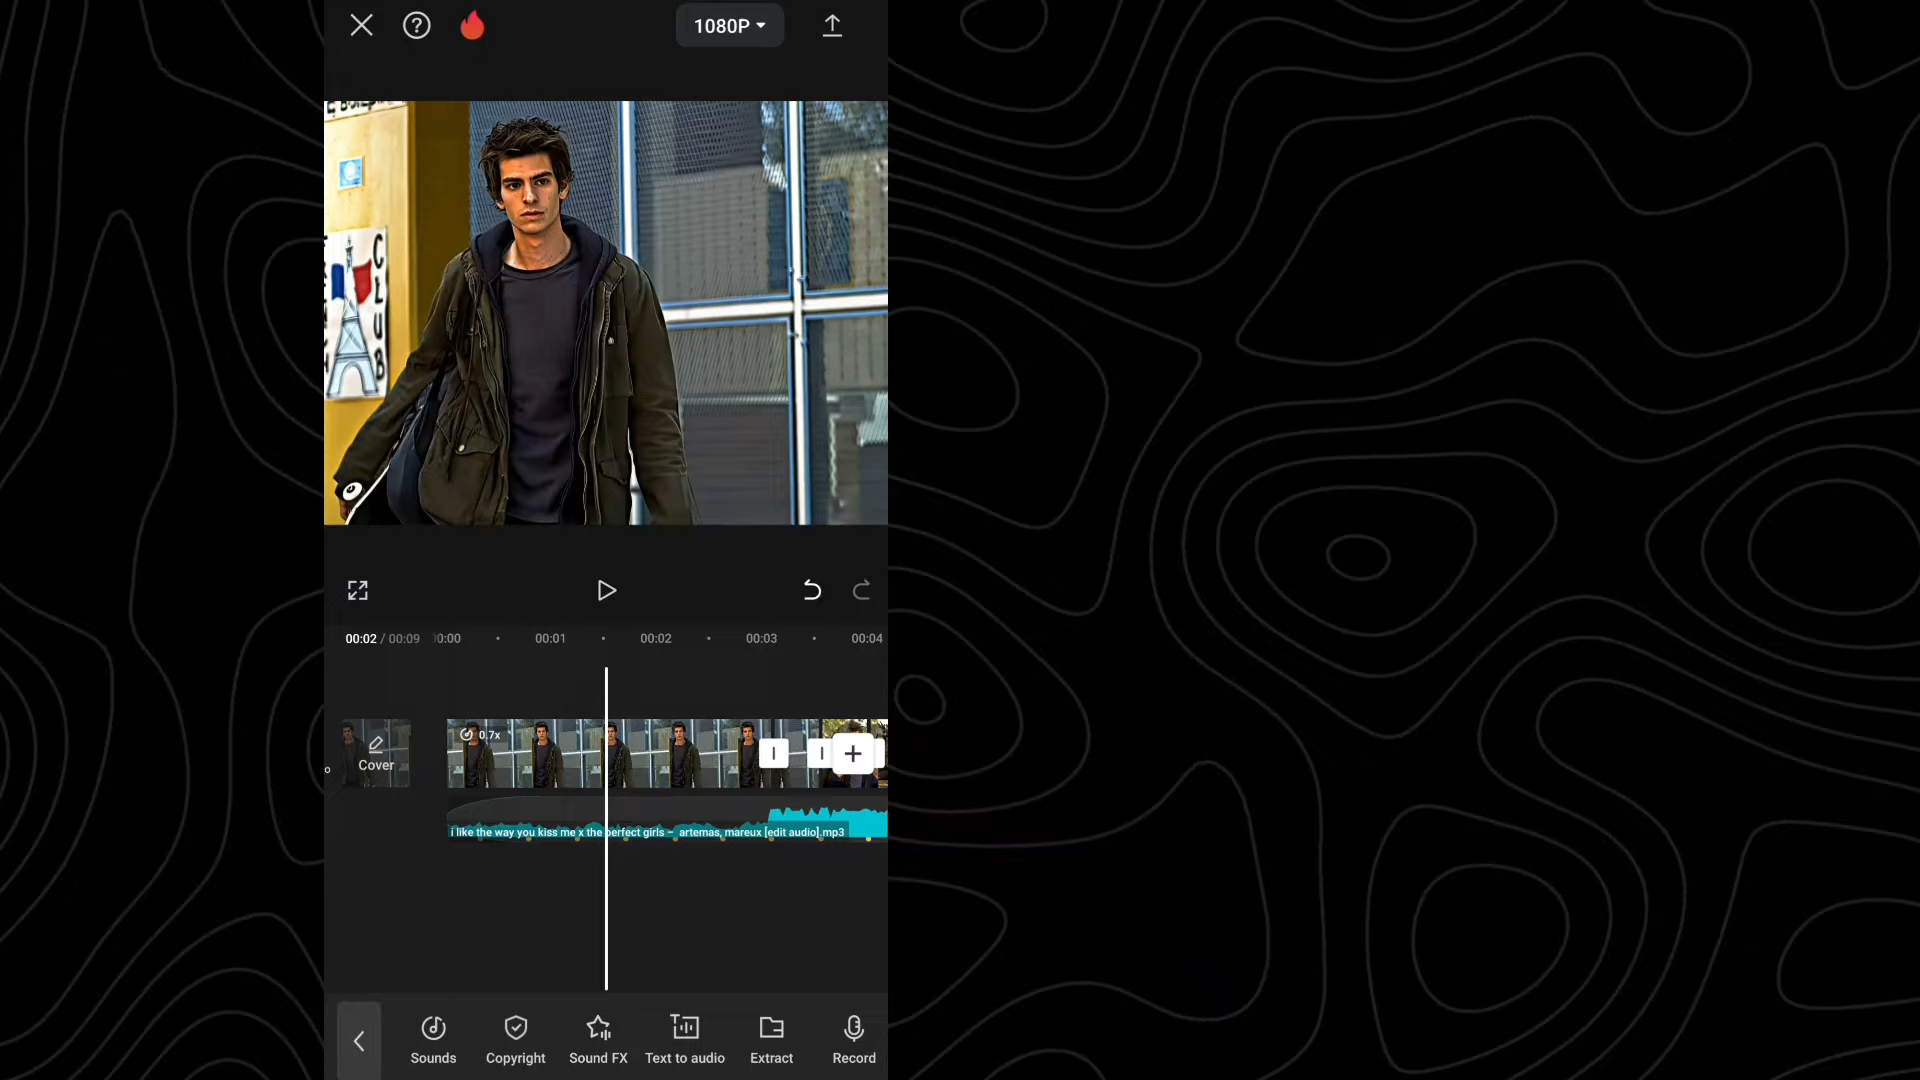 1080P
CLUB
00:02 / 00:09
0:00 00:01 00:02 00:03 00:04
0.7x
Cover
i like the way you kiss me x the perfect girls – artemas, mareux [edit audio].mp3
Sounds
Copyright
Sound FX
Text to audio
Extract
Record